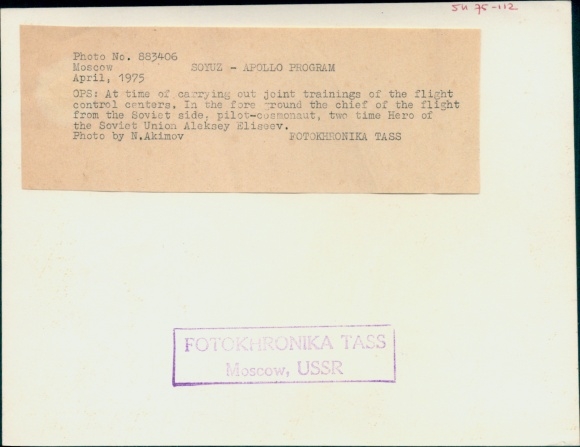 SU 75-112
Photo No. 883406
Moscow SOYUZ - APOLLO PROGRAM
April, 1975
OPS: At time of carrying out joint trainings of the flight
control centers. In the fore ground the chief of the flight
from the Soviet side, pilot-cosmonaut, two time Hero of
the Soviet Union Aleksey Eliseev.
Photo by N.Akimov FOTOKHRONIKA TASS
FOTOKHRONIKA TASS
Moscow, USSR